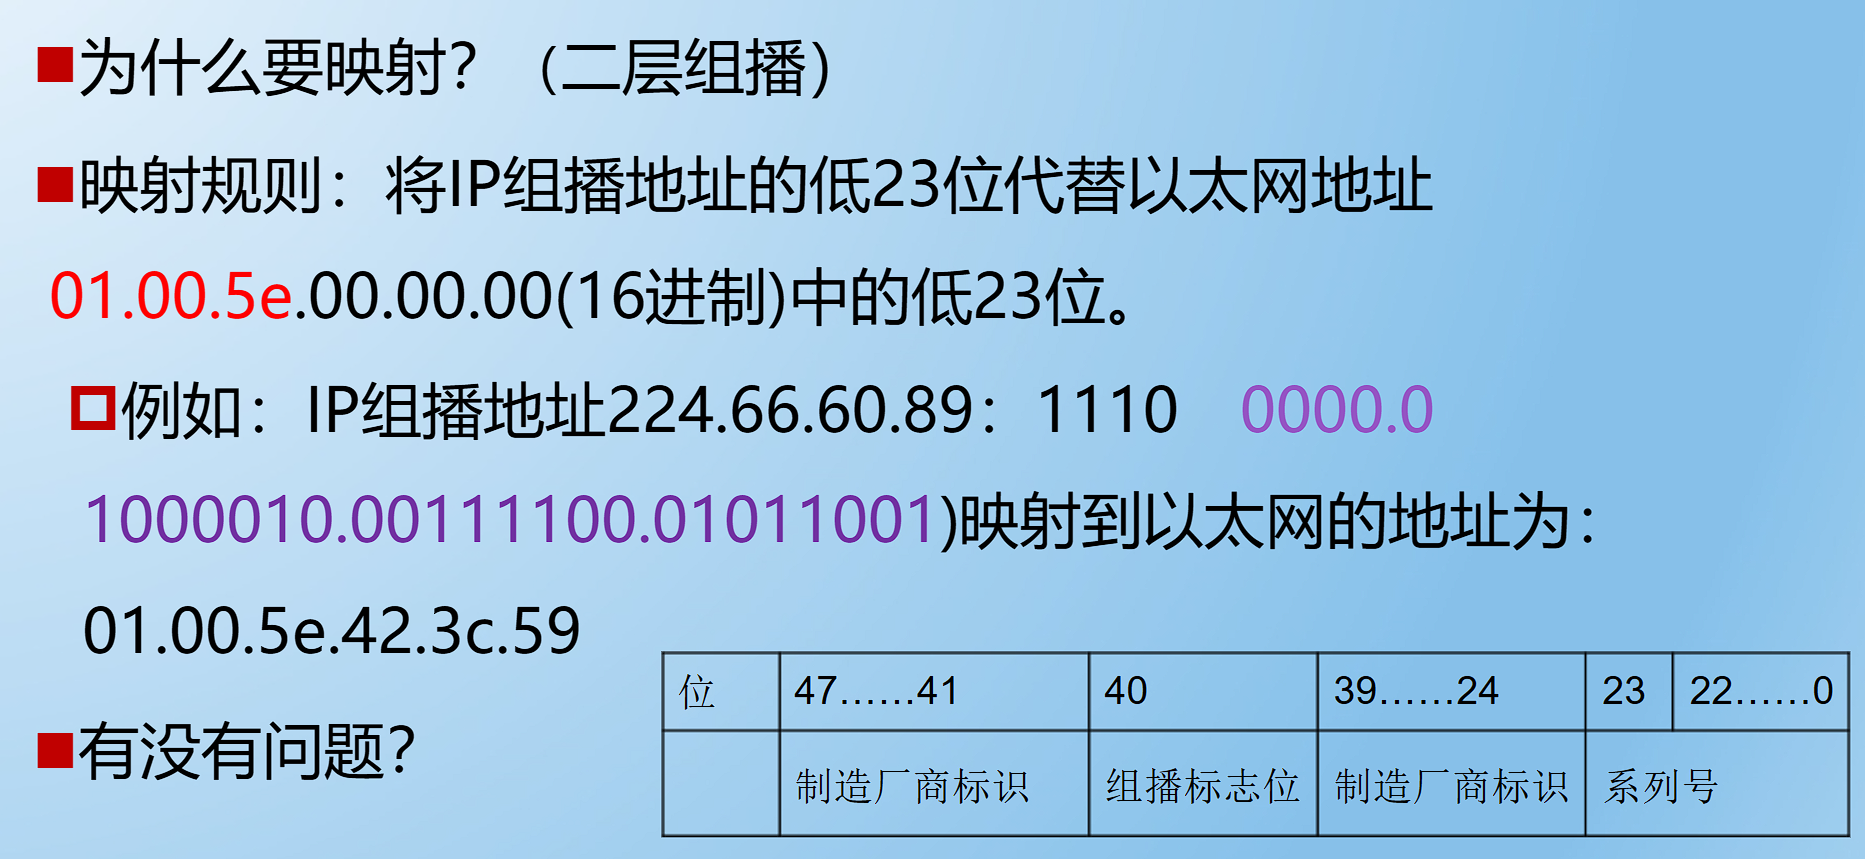 为什么要映射？（二层组播）
映射规则：将IP组播地址的低23位代替以太网地址
01.00.5e.00.00.00(16进制)中的低23位。
例如：IP组播地址224.66.60.89：1110 0000.0
1000010.00111100.01011001)映射到以太网的地址为：
01.00.5e.42.3c.59
有没有问题？
位 47……41 40 39……24 23 22……0
制造厂商标识 组播标志位 制造厂商标识 系列号